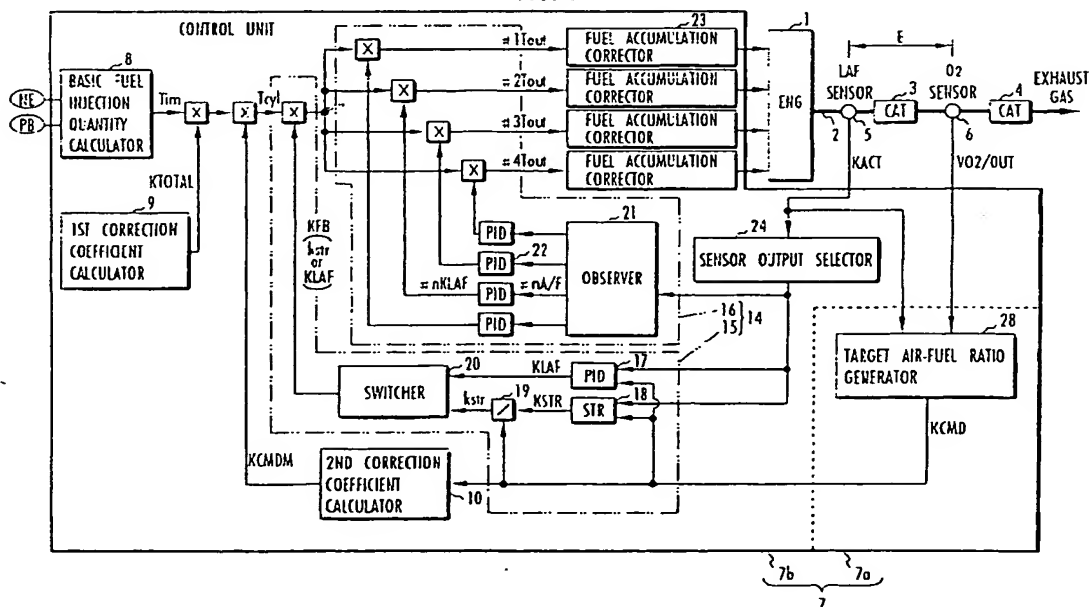 CONTROL UNIT
23
1
8
BASIC FUEL
INJECTION
QUANTITY
CALCULATOR
NE
PB
Tim
X
X
Tcyl
X
X
X
X
X
#1Tout
#2Tout
#3Tout
#4Tout
FUEL ACCUMULATION
CORRECTOR
FUEL ACCUMULATION
CORRECTOR
FUEL ACCUMULATION
CORRECTOR
FUEL ACCUMULATION
CORRECTOR
ENG
E
LAF
SENSOR
O2
SENSOR
3
CAT
4
CAT
EXHAUST
GAS
2
5
6
KACT
VO2/OUT
KTOTAL
9
1ST CORRECTION
COEFFICIENT
CALCULATOR
KFB
(kstr
or
KLAF)
PID
PID
22
PID
PID
#nKLAF
#nA/F
21
OBSERVER
24
SENSOR OUTPUT SELECTOR
16
15
14
28
TARGET AIR-FUEL RATIO
GENERATOR
20
SWITCHER
KLAF
17
PID
kstr
19
KSTR
18
STR
KCMD
KCMDM
2ND CORRECTION
COEFFICIENT
CALCULATOR
10
7b
7a
7